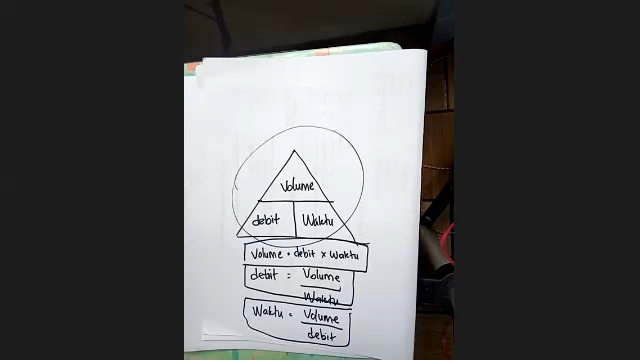 Volume
debit Waktu
Volume = debit x Waktu
debit = Volume
Waktu
Waktu = Volume
debit